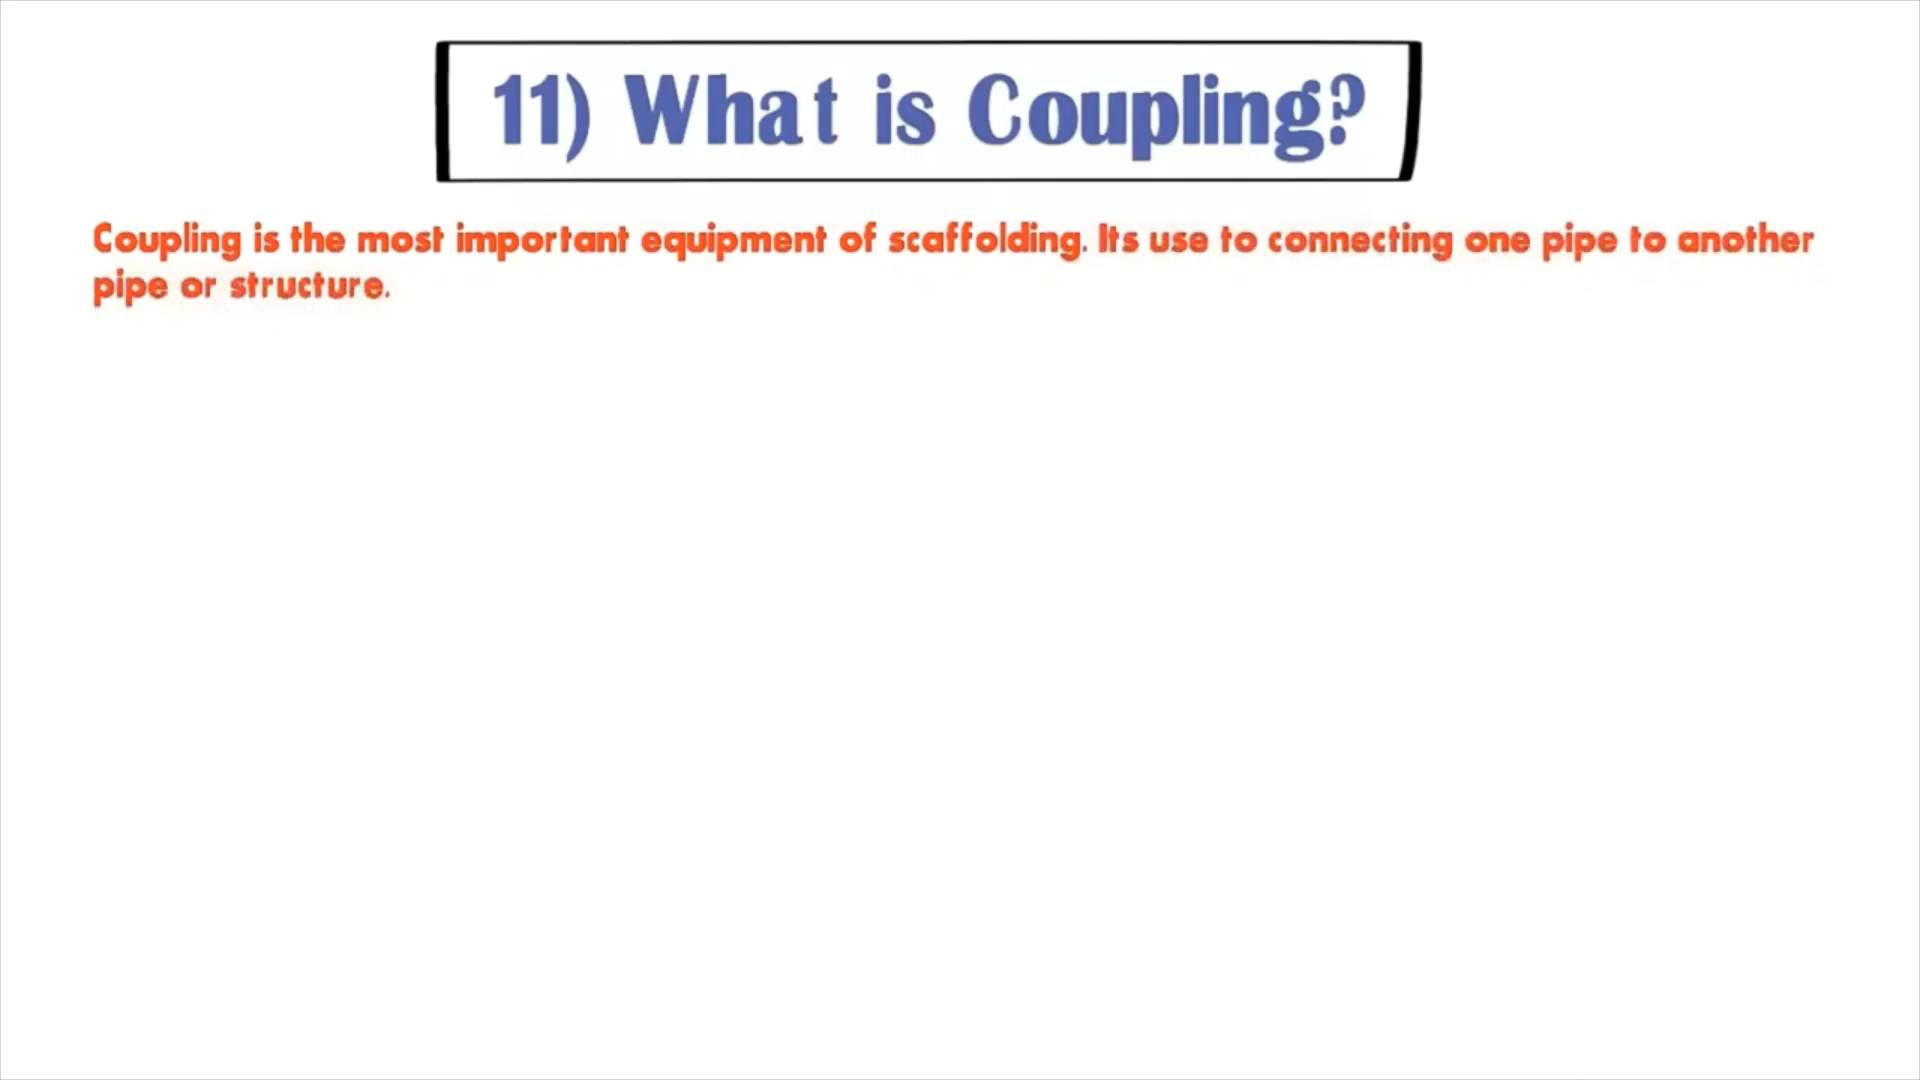 11) What is Coupling?
Coupling is the most important equipment of scaffolding. Its use to connecting one pipe to another
pipe or structure.